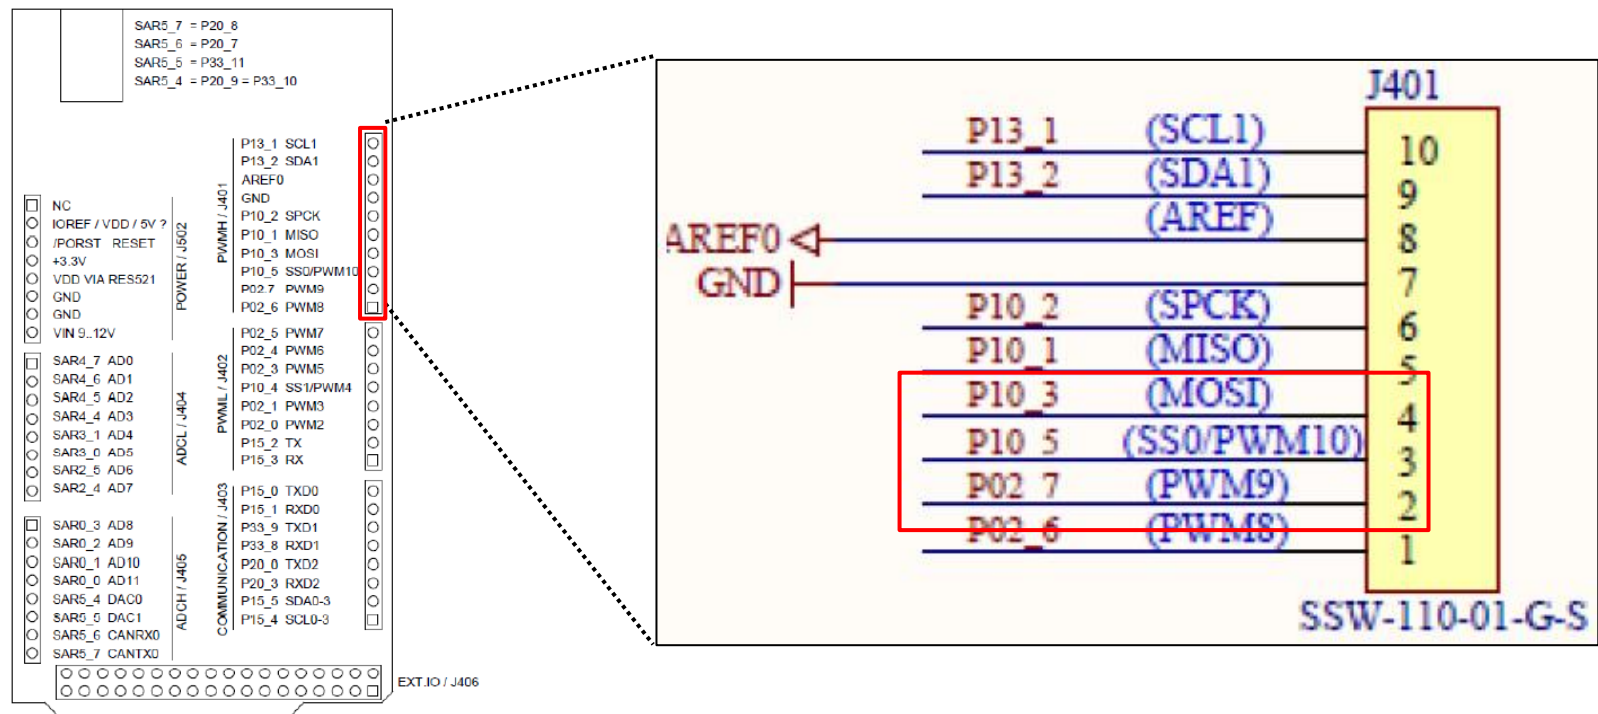 SAR5_7 = P20_8
SAR5_6 = P20_7
SAR5_5 = P33_11
SAR5_4 = P20_9 = P33_10
P13_1 SCL1
P13_2 SDA1
AREF0
GND
P10_2 SPCK
P10_1 MISO
P10_3 MOSI
P10_5 SS0/PWM10
P02.7 PWM9
P02_6 PWM8
PWMH / J401
NC
IOREF / VDD / 5V ?
/PORST RESET
+3.3V
VDD VIA RES521
GND
GND
VIN 9..12V
POWER / J502
P02_5 PWM7
P02_4 PWM6
P02_3 PWM5
P10_4 SS1/PWM4
P02_1 PWM3
P02_0 PWM2
P15_2 TX
P15_3 RX
PWML / J402
SAR4_7 AD0
SAR4_6 AD1
SAR4_5 AD2
SAR4_4 AD3
SAR3_1 AD4
SAR3_0 AD5
SAR2_5 AD6
SAR2_4 AD7
ADCL / J404
P15_0 TXD0
P15_1 RXD0
P33_9 TXD1
P33_8 RXD1
P20_0 TXD2
P20_3 RXD2
P15_5 SDA0-3
P15_4 SCL0-3
COMMUNICATION / J403
SAR0_3 AD8
SAR0_2 AD9
SAR0_1 AD10
SAR0_0 AD11
SAR5_4 DAC0
SAR5_5 DAC1
SAR5_6 CANRX0
SAR5_7 CANTX0
ADCH / J405
EXT.IO / J406
J401
P13_1 (SCL1) 10
P13_2 (SDA1) 9
AREF0 (AREF) 8
GND 7
P10_2 (SPCK) 6
P10_1 (MISO) 5
P10_3 (MOSI) 4
P10_5 (SS0/PWM10) 3
P02_7 (PWM9) 2
P02_6 (PWM8) 1
SSW-110-01-G-S